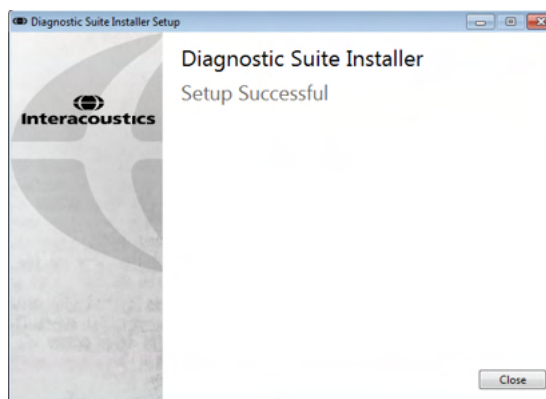 Diagnostic Suite Installer Setup
Diagnostic Suite Installer
Setup Successful
Interacoustics
Close